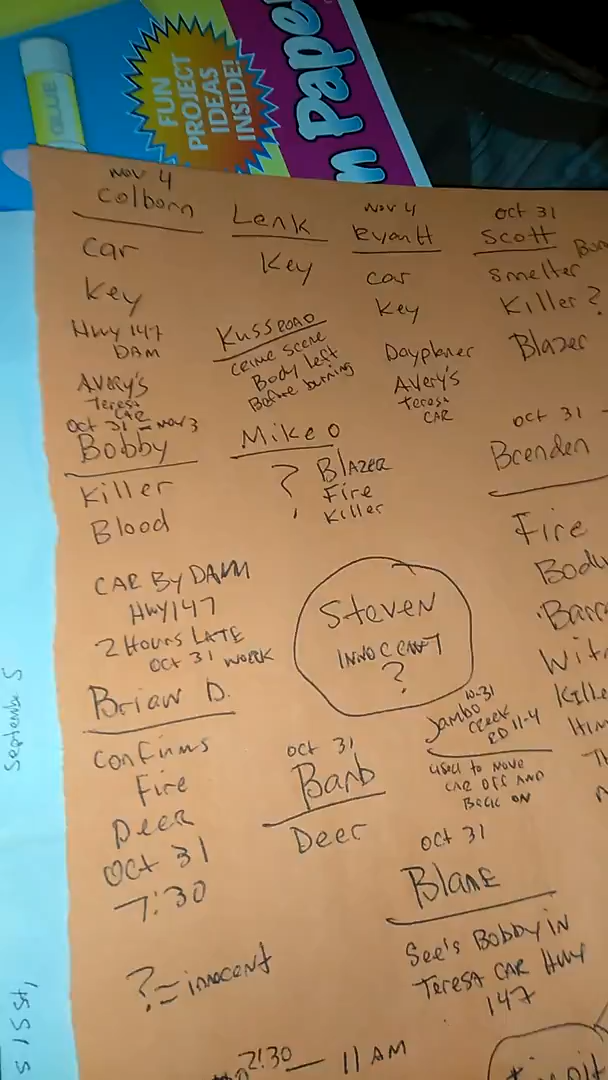 GLUE
FUN
PROJECT
IDEAS
INSIDE!
Nov 4
Colborn
Car
Key
Hwy 147
DAM
AVery's
Teresa
CAR
Oct 31 - Nov 3
Bobby
Killer
Blood
CAR By DAMM
HWY147
2 Hours LATE
Oct 31 work
Brian D.
Confirms
Fire
Deer
Oct 31
7:30
? = innocent
Lenk
Key
Kuss ROAD
Crime scene
Body Left
Before burning
Mike O
? Blazer
Fire
Killer
Steven
INNOCENT
?
Oct 31
Barb
Deer
Nov 4
Ryan H
Car
Key
Dayplaner
AVery's
Teresa
CAR
Oct 31
Scott
Smelter
Killer?
Blazer
Oct 31
Brenden
Fire
Jambo 10-31
Creek
RD 11-4
used to move
CAR OFF AND
BACK ON
Oct 31
Blane
See's Bobby IN
Teresa CAR Hwy
147
2:30 — 11 AM
September 5